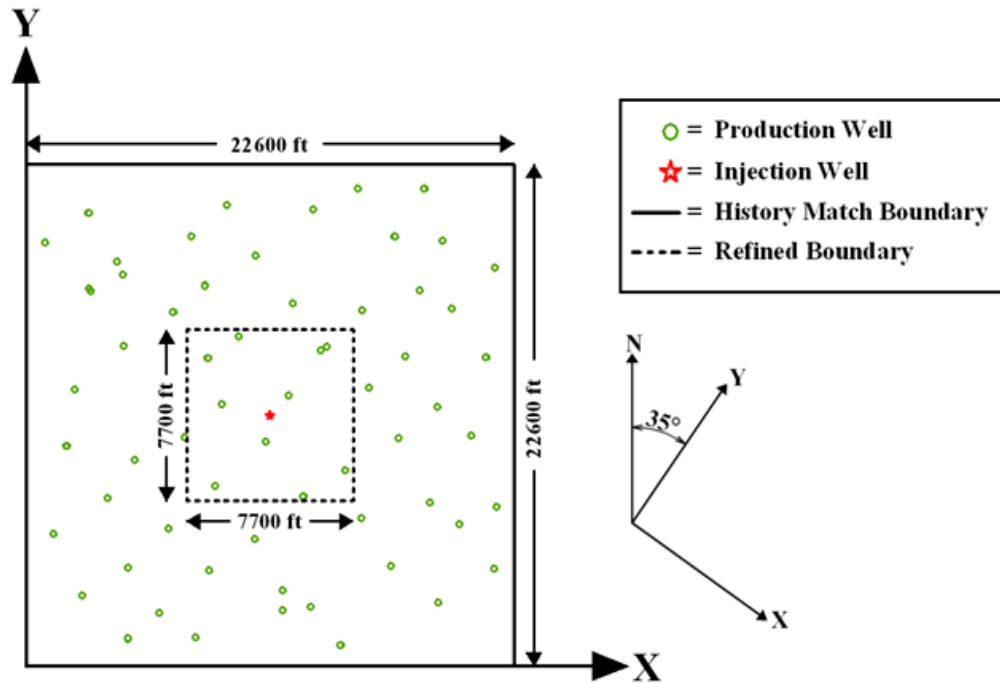 Y
22600 ft
= Production Well
= Injection Well
= History Match Boundary
= Refined Boundary
7700 ft
22600 ft
7700 ft
N
Y
35°
X
X